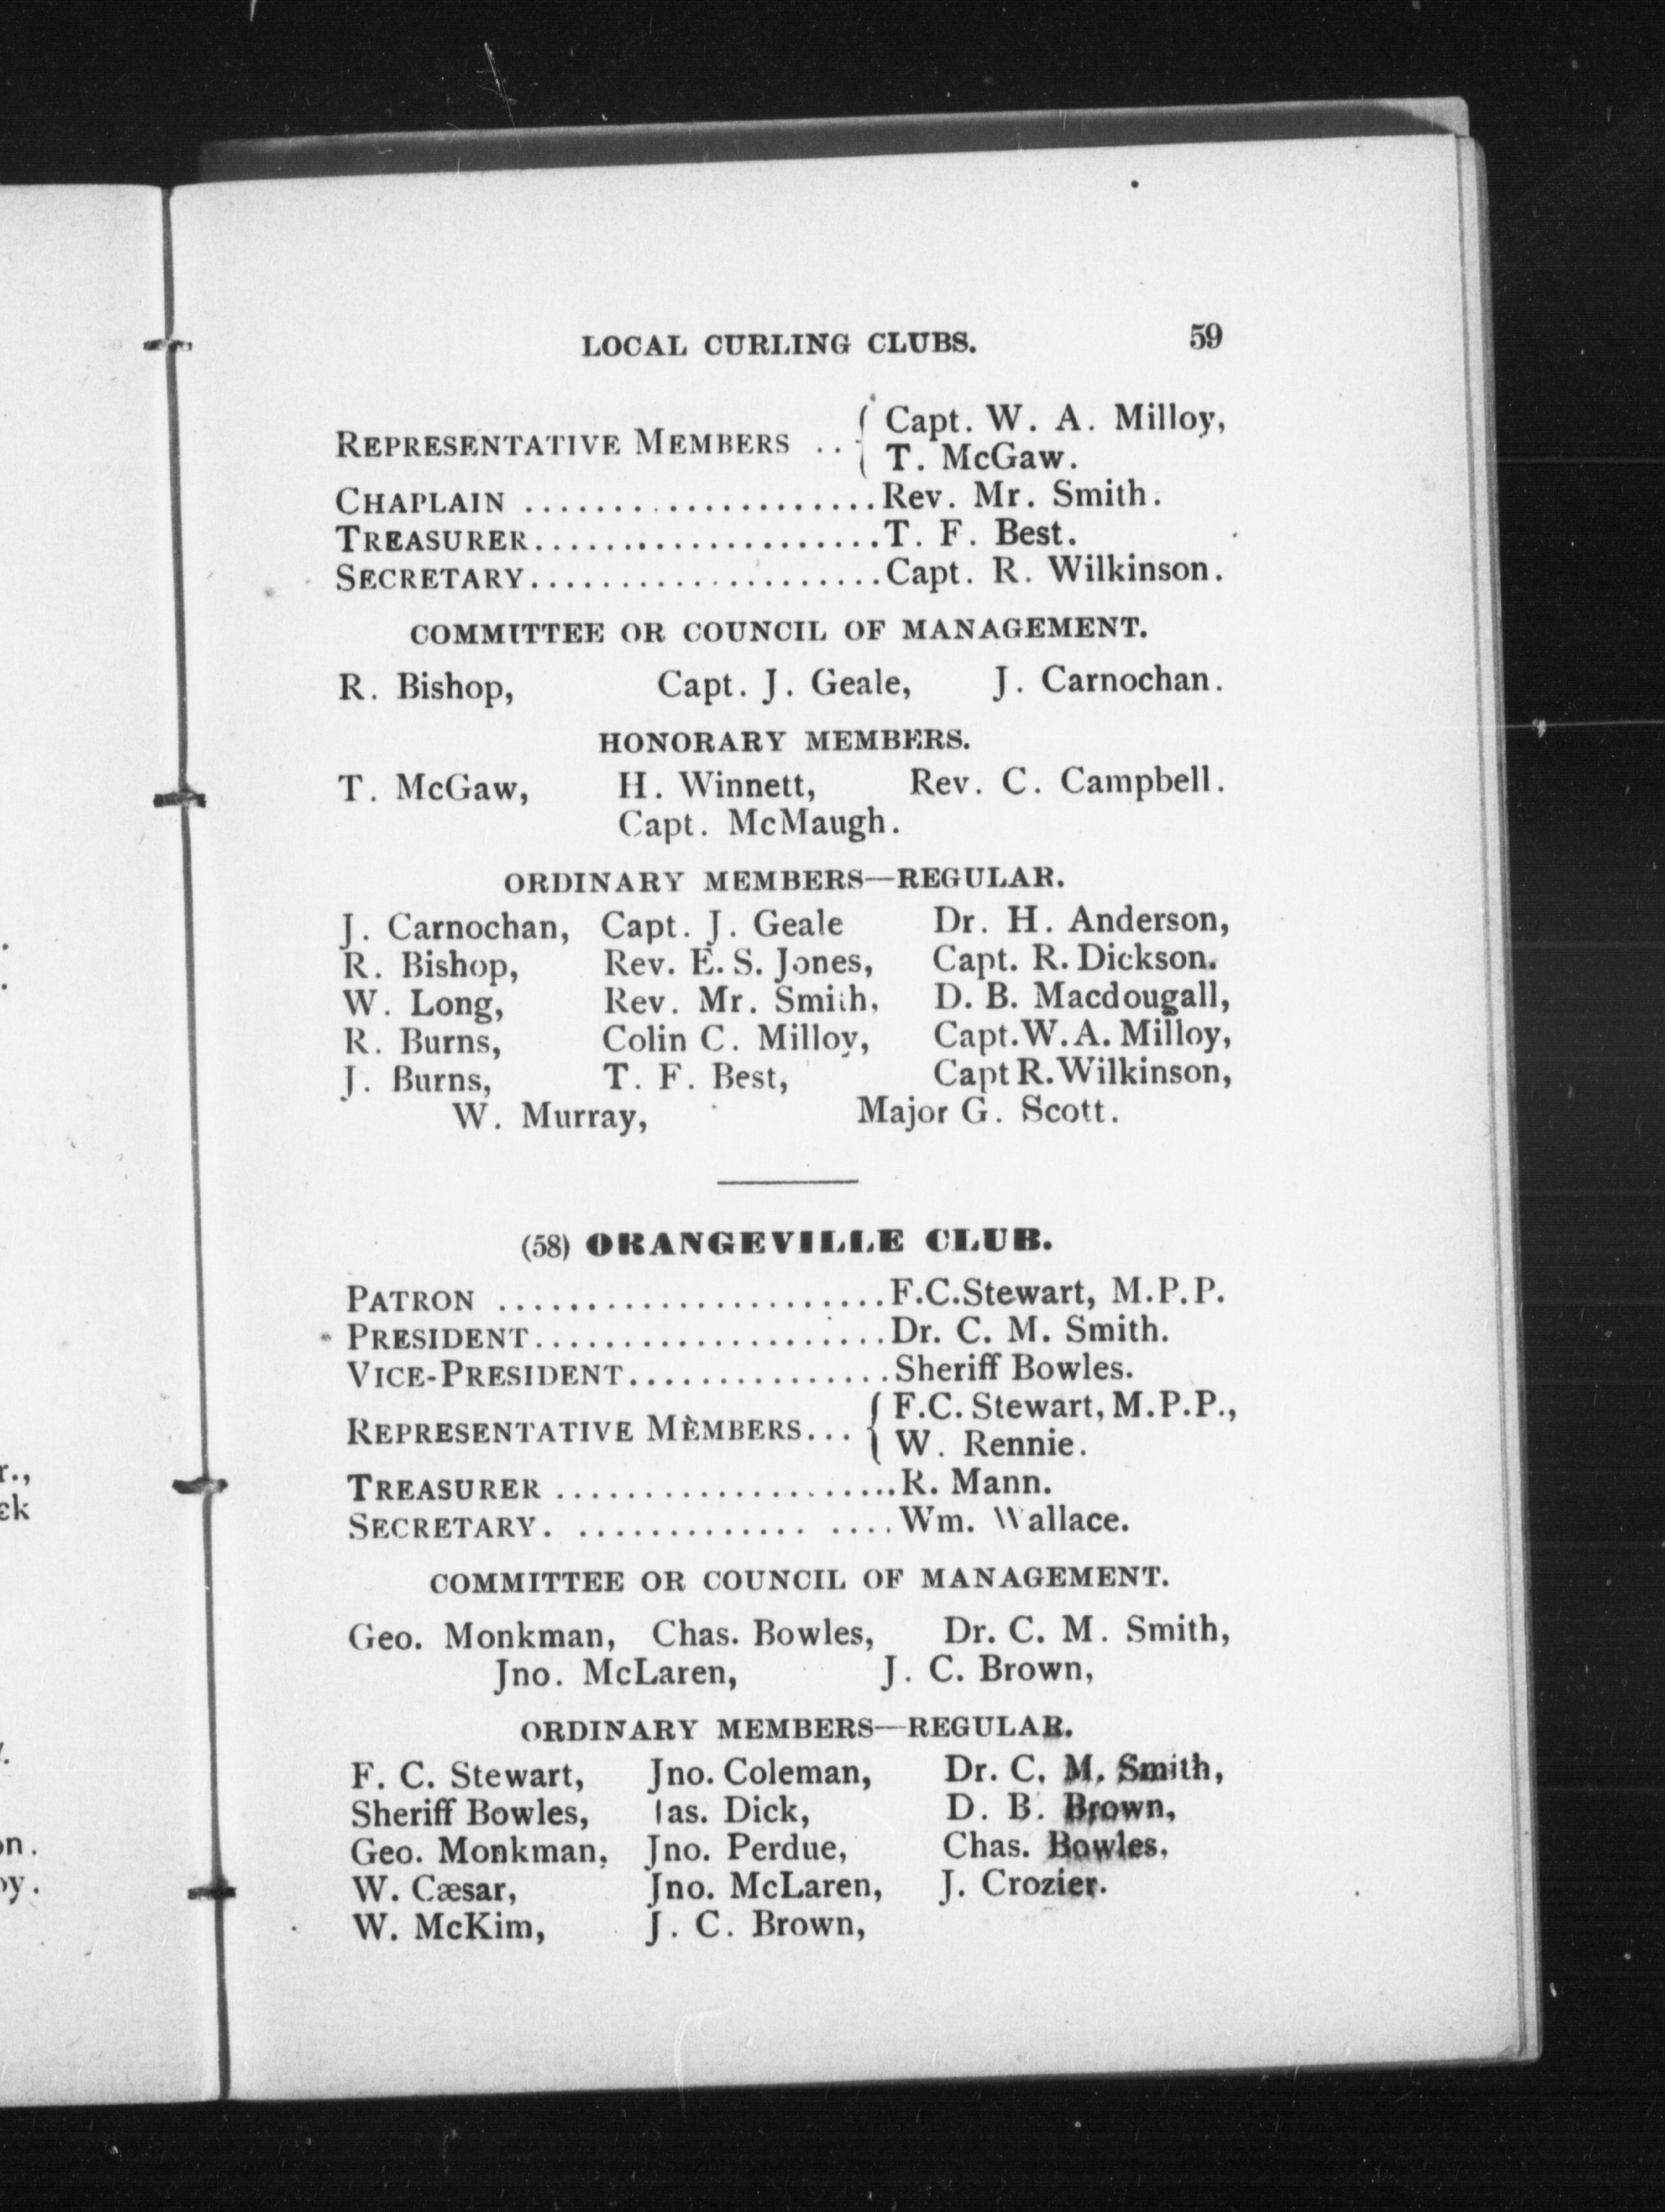 LOCAL CURLING CLUBS. 59
REPRESENTATIVE MEMBERS .. { Capt. W. A. Milloy,
T. McGaw.
CHAPLAIN ........................Rev. Mr. Smith.
TREASURER........................T. F. Best.
SECRETARY........................Capt. R. Wilkinson.
COMMITTEE OR COUNCIL OF MANAGEMENT.
R. Bishop, Capt. J. Geale, J. Carnochan.
HONORARY MEMBERS.
T. McGaw, H. Winnett, Rev. C. Campbell.
Capt. McMaugh.
ORDINARY MEMBERS—REGULAR.
J. Carnochan, Capt. J. Geale Dr. H. Anderson,
R. Bishop, Rev. E. S. Jones, Capt. R. Dickson.
W. Long, Rev. Mr. Smith, D. B. Macdougall,
R. Burns, Colin C. Milloy, Capt. W. A. Milloy,
J. Burns, T. F. Best, Capt R. Wilkinson,
W. Murray, Major G. Scott.
(58) ORANGEVILLE CLUB.
PATRON ..........................F.C.Stewart, M.P.P.
PRESIDENT........................Dr. C. M. Smith.
VICE-PRESIDENT..................Sheriff Bowles.
REPRESENTATIVE MEMBERS... { F.C. Stewart, M.P.P.,
W. Rennie.
TREASURER .......................R. Mann.
SECRETARY. ............. ....Wm. Wallace.
COMMITTEE OR COUNCIL OF MANAGEMENT.
Geo. Monkman, Chas. Bowles, Dr. C. M. Smith,
Jno. McLaren, J. C. Brown,
ORDINARY MEMBERS—REGULAR.
F. C. Stewart, Jno. Coleman, Dr. C. M. Smith,
Sheriff Bowles, Jas. Dick, D. B. Brown,
Geo. Monkman, Jno. Perdue, Chas. Bowles,
W. Cæsar, Jno. McLaren, J. Crozier.
W. McKim, J. C. Brown,